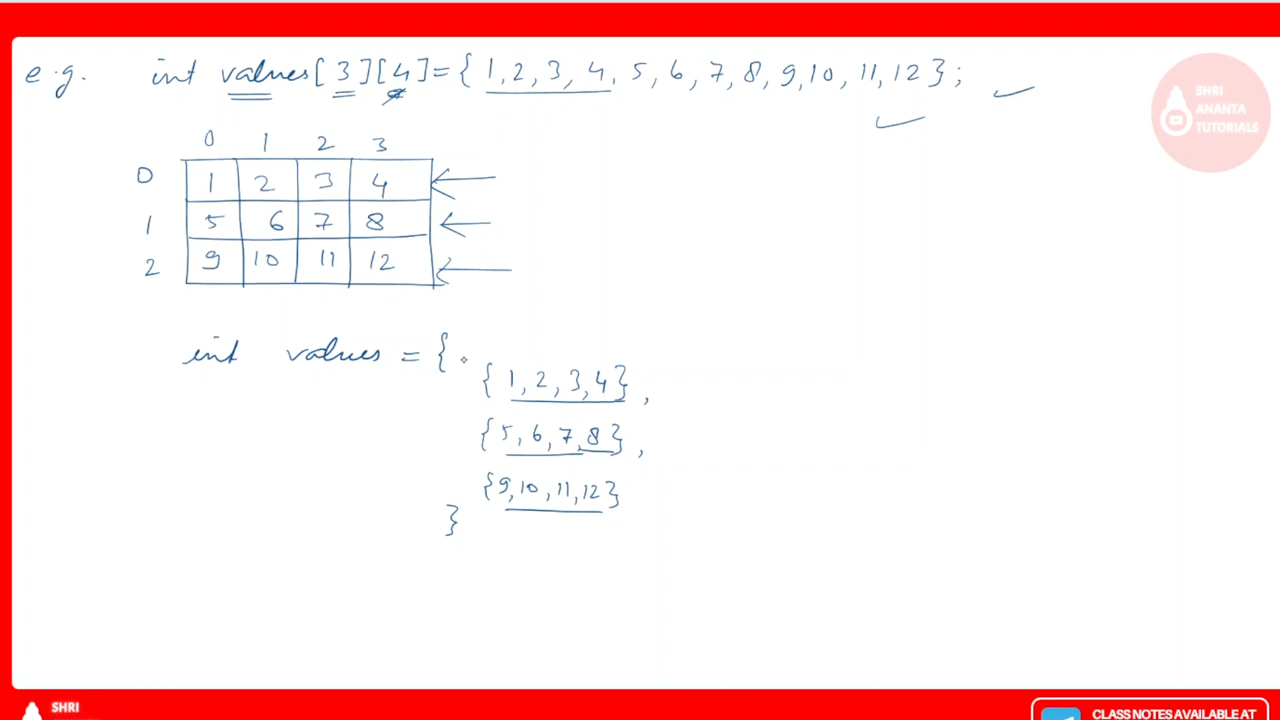 e.g. int values[3][4]={1,2,3,4,5,6,7,8,9,10,11,12};
SHRI
ANANTA
TUTORIALS
0 1 2 3
0 1 2 3 4
1 5 6 7 8
2 9 10 11 12
int values = {
{1,2,3,4},
{5,6,7,8},
{9,10,11,12}
}
SHRI
CLASS NOTES AVAILABLE AT